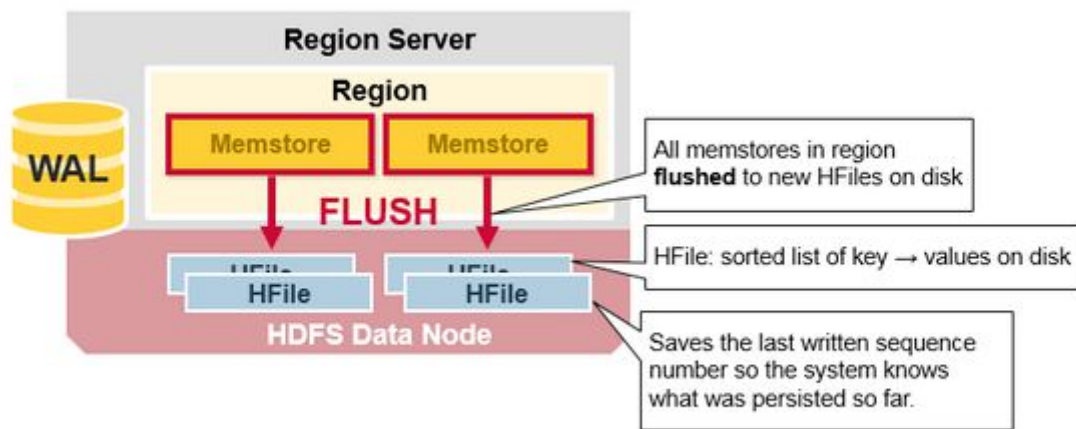 Region Server
Region
Memstore
Memstore
WAL
FLUSH
All memstores in region
flushed to new HFiles on disk
HFile
HFile
HFile
HFile
HFile: sorted list of key → values on disk
HDFS Data Node
Saves the last written sequence
number so the system knows
what was persisted so far.